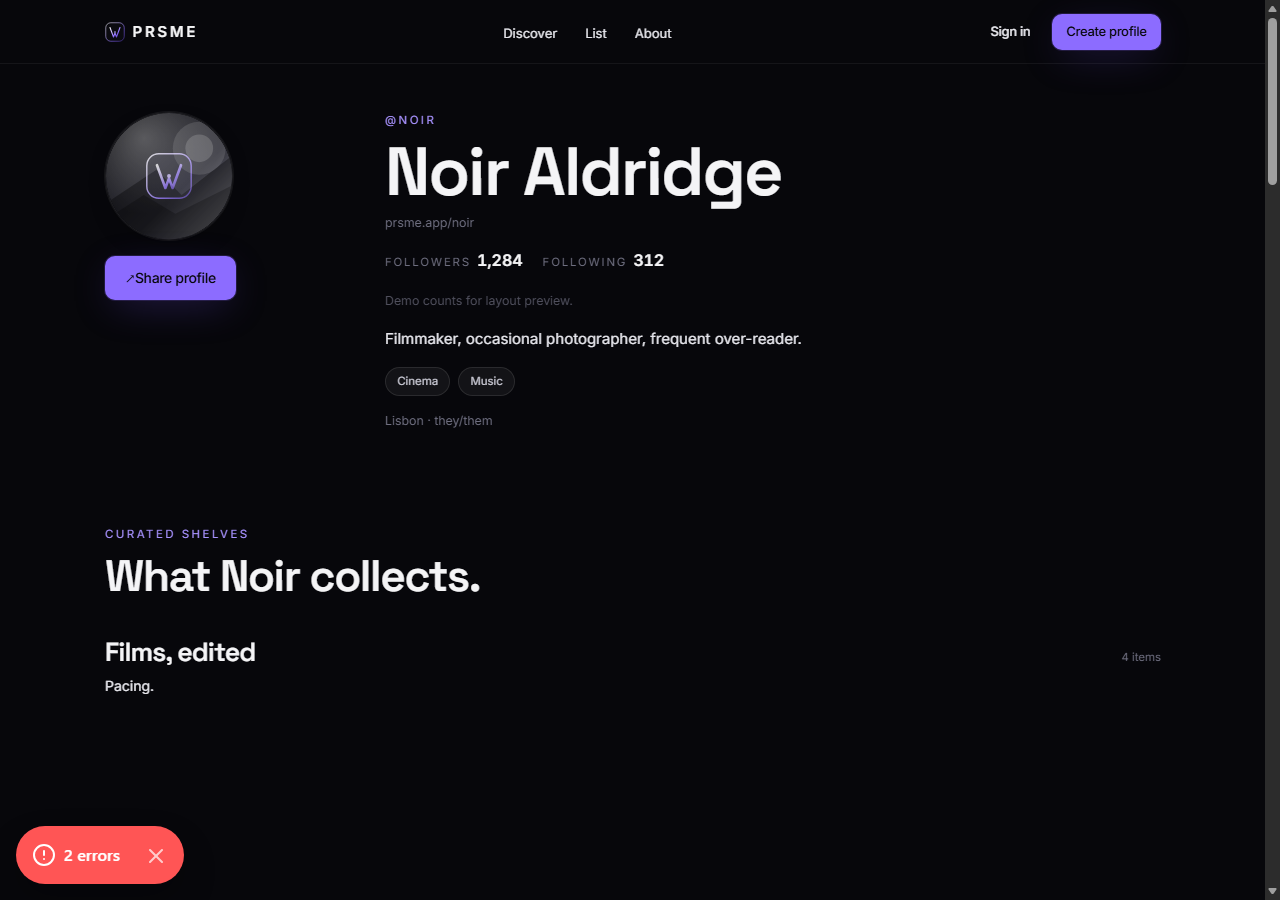 PRSME
Discover
List
About
Sign in
Create profile
@NOIR
Noir Aldridge
prsme.app/noir
FOLLOWERS 1,284 FOLLOWING 312
Demo counts for layout preview.
Filmmaker, occasional photographer, frequent over-reader.
Cinema
Music
Lisbon · they/them
↗Share profile
CURATED SHELVES
What Noir collects.
Films, edited
4 items
Pacing.
2 errors